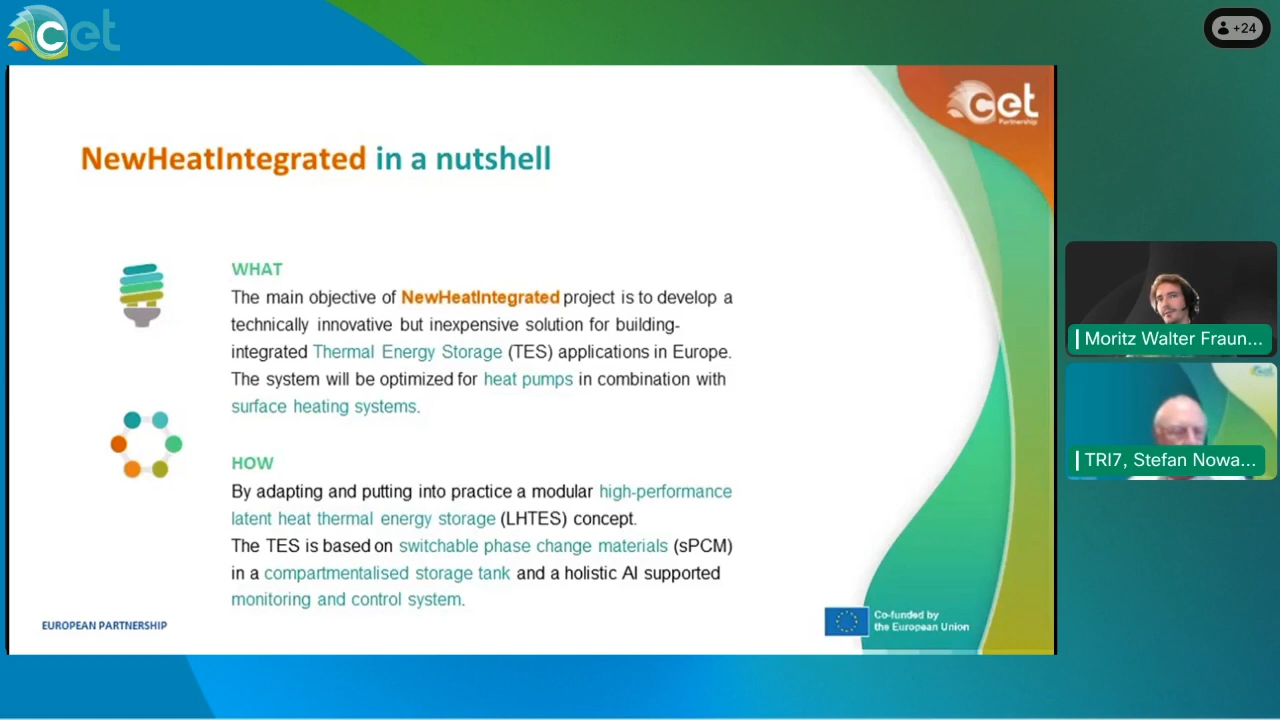 cet
+24
cet
Partnership
NewHeatIntegrated in a nutshell
WHAT
The main objective of NewHeatIntegrated project is to develop a
technically innovative but inexpensive solution for building-
integrated Thermal Energy Storage (TES) applications in Europe.
The system will be optimized for heat pumps in combination with
surface heating systems.
HOW
By adapting and putting into practice a modular high-performance
latent heat thermal energy storage (LHTES) concept.
The TES is based on switchable phase change materials (sPCM)
in a compartmentalised storage tank and a holistic AI supported
monitoring and control system.
EUROPEAN PARTNERSHIP
Co-funded by
the European Union
Moritz Walter Fraun...
TRI7, Stefan Nowa...